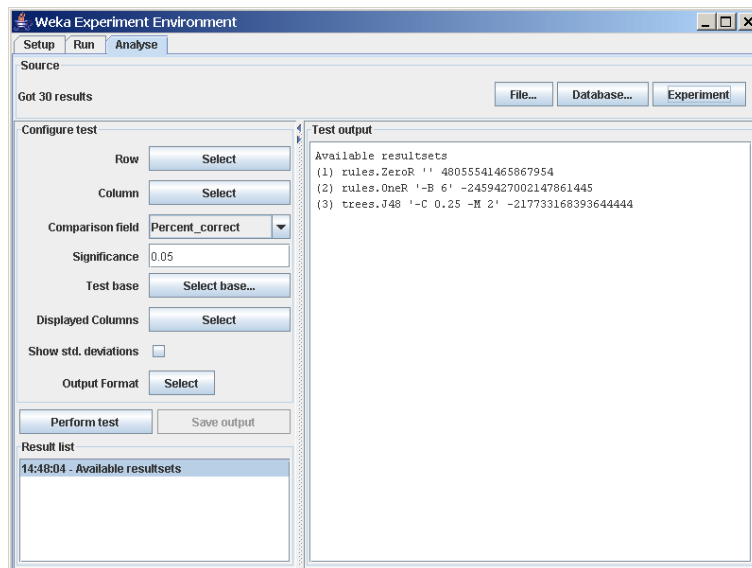 Weka Experiment Environment
Setup Run Analyse
Source
Got 30 results
File... Database... Experiment
Configure test
Row Select
Column Select
Comparison field Percent_correct
Significance 0.05
Test base Select base...
Displayed Columns Select
Show std. deviations
Output Format Select
Perform test Save output
Result list
14:48:04 - Available resultsets
Test output
Available resultsets
(1) rules.ZeroR '' 48055541465867954
(2) rules.OneR '-B 6' -2459427002147861445
(3) trees.J48 '-C 0.25 -M 2' -217733168393644444